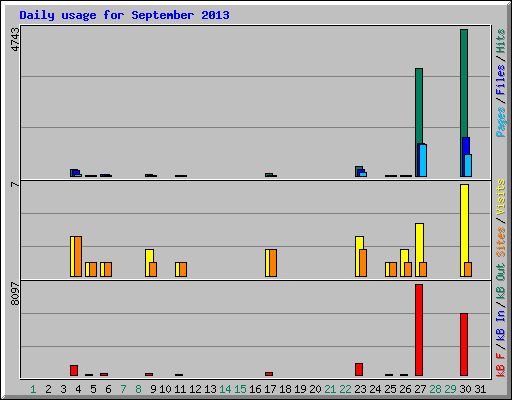 Daily usage for September 2013
4743
Pages / Files / Hits
7
Sites / Visits
8097
kB F / kB In / kB Out
1 2 3 4 5 6 7 8 9 10 11 12 13 14 15 16 17 18 19 20 21 22 23 24 25 26 27 28 29 30 31